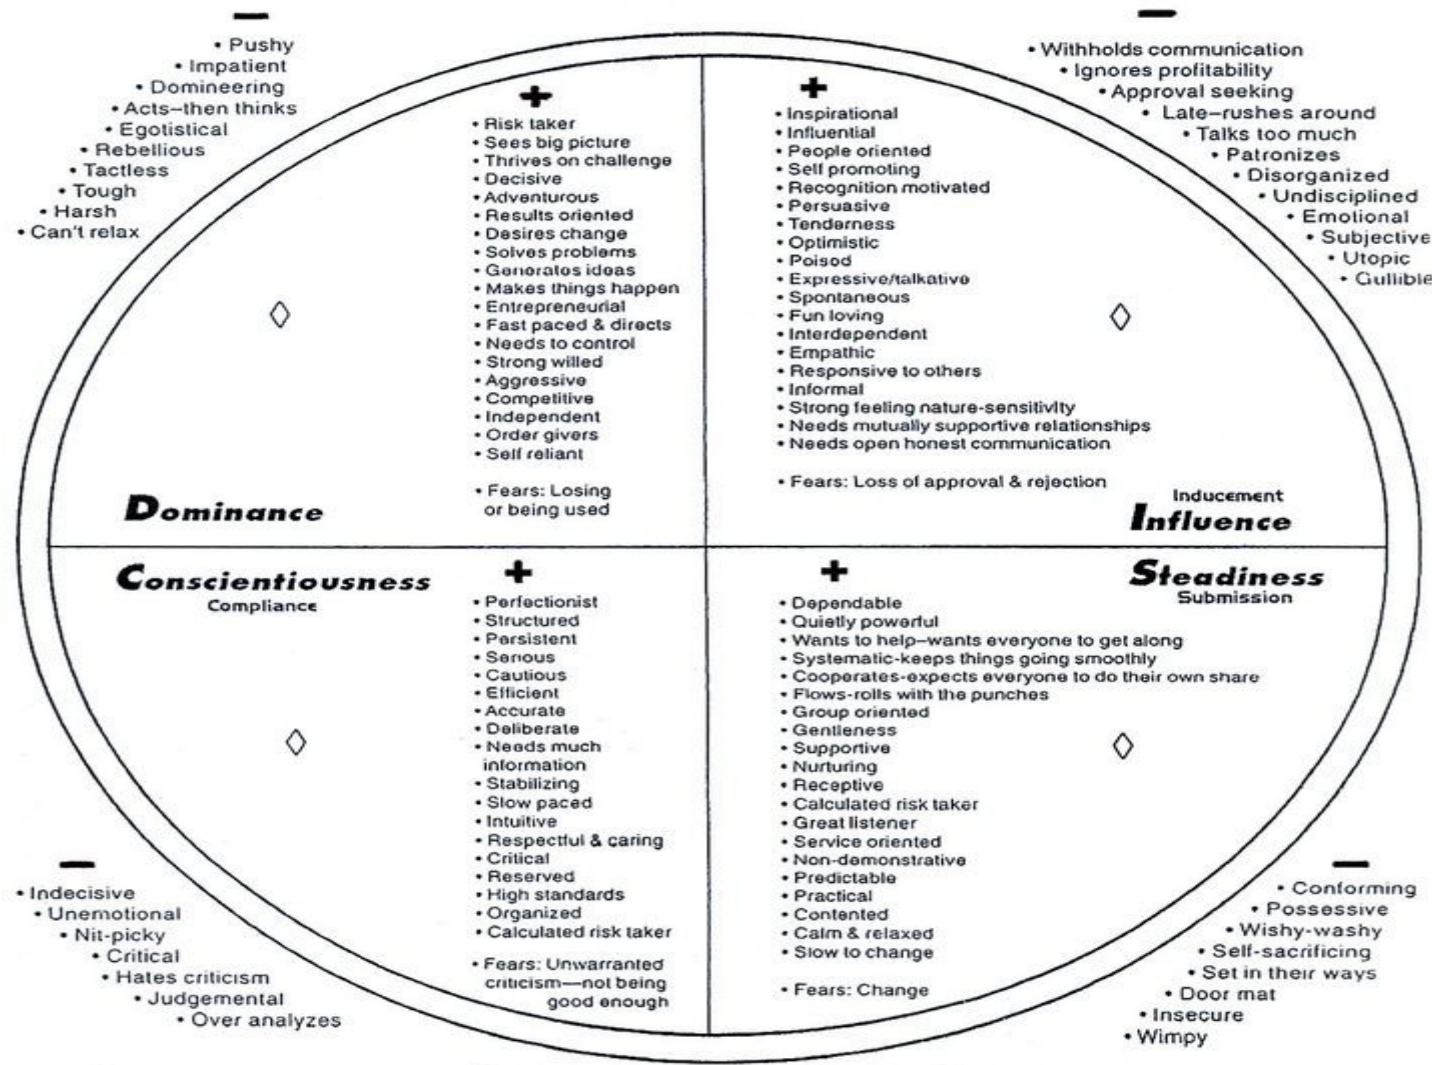 • Pushy
• Impatient
• Domineering
• Acts–then thinks
• Egotistical
• Rebellious
• Tactless
• Tough
• Harsh
• Can't relax
+
• Risk taker
• Sees big picture
• Thrives on challenge
• Decisive
• Adventurous
• Results oriented
• Desires change
• Solves problems
• Generates ideas
• Makes things happen
• Entrepreneurial
• Fast paced & directs
• Needs to control
• Strong willed
• Aggressive
• Competitive
• Independent
• Order givers
• Self reliant
• Fears: Losing
or being used
Dominance
+
• Inspirational
• Influential
• People oriented
• Self promoting
• Recognition motivated
• Persuasive
• Tenderness
• Optimistic
• Poised
• Expressive/talkative
• Spontaneous
• Fun loving
• Interdependent
• Empathic
• Responsive to others
• Informal
• Strong feeling nature-sensitivity
• Needs mutually supportive relationships
• Needs open honest communication
• Fears: Loss of approval & rejection
Inducement
Influence
• Withholds communication
• Ignores profitability
• Approval seeking
• Late–rushes around
• Talks too much
• Patronizes
• Disorganized
• Undisciplined
• Emotional
• Subjective
• Utopic
• Gullible
Conscientiousness
Compliance
+
• Perfectionist
• Structured
• Persistent
• Serious
• Cautious
• Efficient
• Accurate
• Deliberate
• Needs much
information
• Stabilizing
• Slow paced
• Intuitive
• Respectful & caring
• Critical
• Reserved
• High standards
• Organized
• Calculated risk taker
• Fears: Unwarranted
criticism—not being
good enough
• Indecisive
• Unemotional
• Nit-picky
• Critical
• Hates criticism
• Judgemental
• Over analyzes
Steadiness
Submission
+
• Dependable
• Quietly powerful
• Wants to help–wants everyone to get along
• Systematic-keeps things going smoothly
• Cooperates-expects everyone to do their own share
• Flows-rolls with the punches
• Group oriented
• Gentleness
• Supportive
• Nurturing
• Receptive
• Calculated risk taker
• Great listener
• Service oriented
• Non-demonstrative
• Predictable
• Practical
• Contented
• Calm & relaxed
• Slow to change
• Fears: Change
• Conforming
• Possessive
• Wishy-washy
• Self-sacrificing
• Set in their ways
• Door mat
• Insecure
• Wimpy